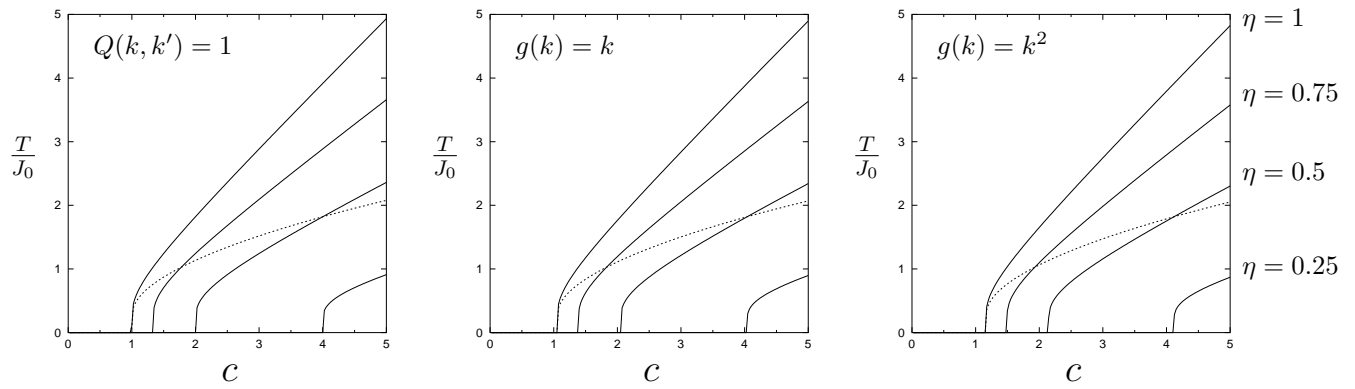 Q(k, k′) = 1
5
4
3
2
1
0
T/J₀
0 1 2 3 4 5
c
g(k) = k
5
4
3
2
1
0
T/J₀
0 1 2 3 4 5
c
g(k) = k²
5
4
3
2
1
0
T/J₀
0 1 2 3 4 5
c
η = 1
η = 0.75
η = 0.5
η = 0.25